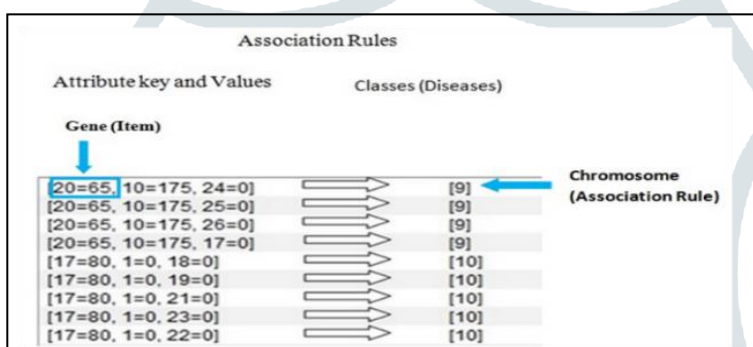 Association Rules
Attribute key and Values Classes (Diseases)
Gene (Item)
Chromosome
(Association Rule)
[20=65, 10=175, 24=0] [9]
[20=65, 10=175, 25=0] [9]
[20=65, 10=175, 26=0] [9]
[20=65, 10=175, 17=0] [9]
[17=80, 1=0, 18=0] [10]
[17=80, 1=0, 19=0] [10]
[17=80, 1=0, 21=0] [10]
[17=80, 1=0, 23=0] [10]
[17=80, 1=0, 22=0] [10]